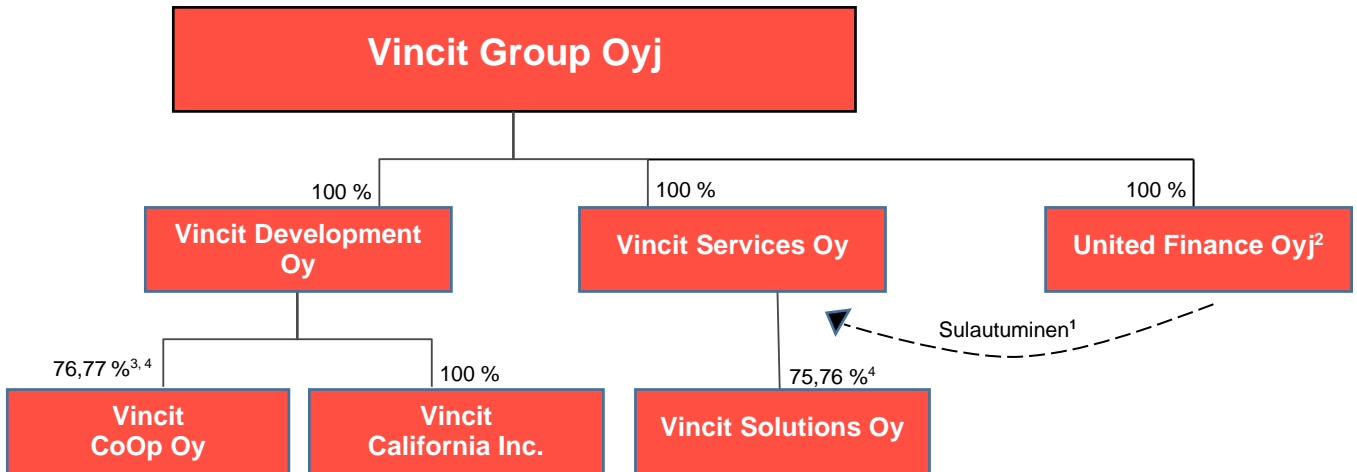 Vincit Group Oyj
100 %
100 %
100 %
Vincit Development
Oy
Vincit Services Oy
United Finance Oyj²
Sulautuminen¹
76,77 %³, ⁴
100 %
75,76 %⁴
Vincit
CoOp Oy
Vincit
California Inc.
Vincit Solutions Oy